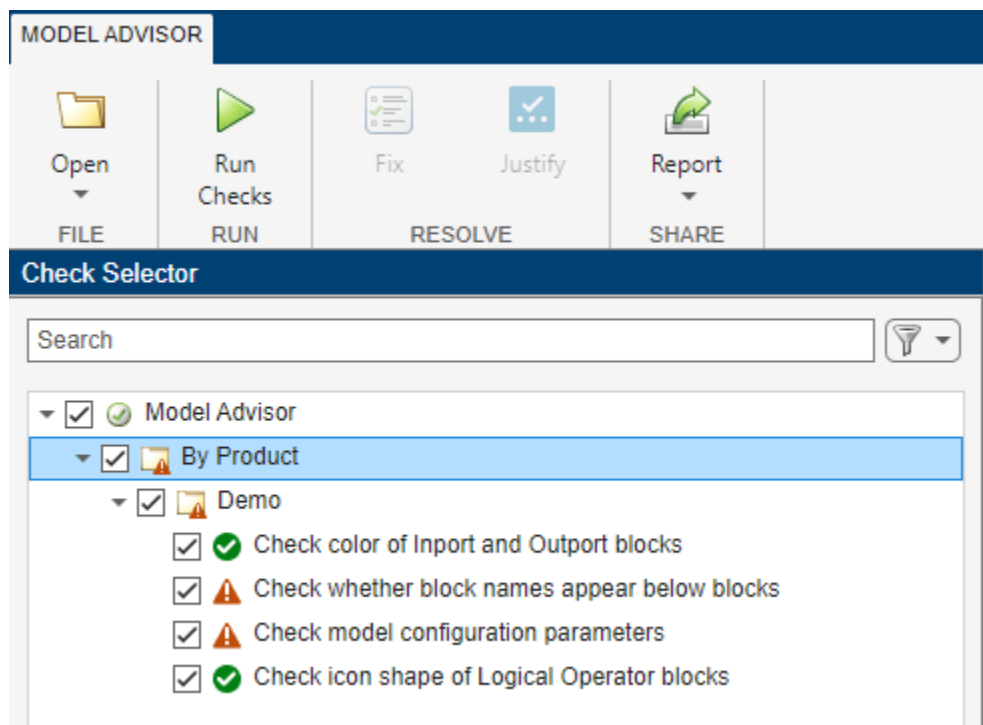 MODEL ADVISOR
Open
Run
Checks
Fix
Justify
Report
FILE
RUN
RESOLVE
SHARE
Check Selector
Search
Model Advisor
By Product
Demo
Check color of Inport and Outport blocks
Check whether block names appear below blocks
Check model configuration parameters
Check icon shape of Logical Operator blocks